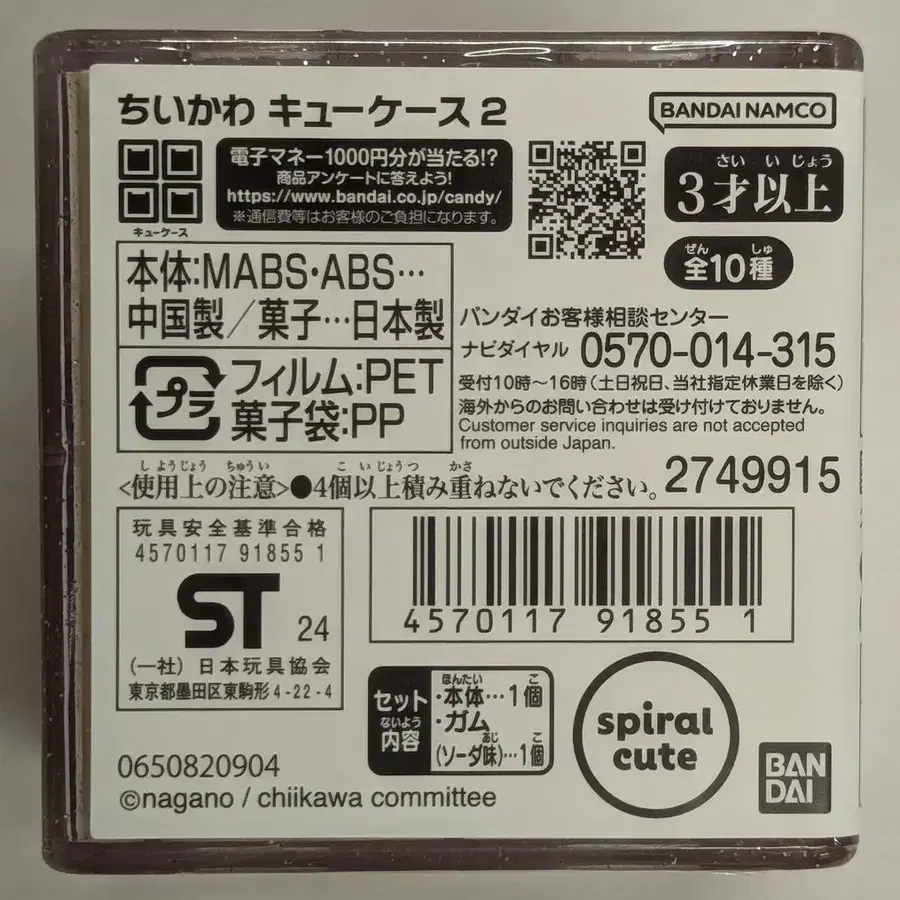 ちいかわ キューケース2
BANDAI NAMCO
キューケース
電子マネー1000円分が当たる!?
商品アンケートに答えよう!
https://www.bandai.co.jp/candy/
※通信費等はお客様のご負担になります。
さい い じょう
3才以上
ぜん しゅ
全10種
本体:MABS・ABS…
中国製/菓子…日本製
プラ
フィルム:PET
菓子袋:PP
バンダイお客様相談センター
ナビダイヤル 0570-014-315
受付10時~16時(土日祝日、当社指定休業日を除く)
海外からのお問い合わせは受け付けておりません。
Customer service inquiries are not accepted
from outside Japan.
しようじょう ちゅうい こ いじょうつ かさ
<使用上の注意>●4個以上積み重ねないでください。
2749915
玩具安全基準合格
4570117 91855 1
ST 24
(一社)日本玩具協会
東京都墨田区東駒形4-22-4
4570117 91855 1
セット
ないよう
内容
ほんたい こ
・本体…1個
・ガム
あじ こ
(ソーダ味)…1個
spiral
cute
BAN
DAI
0650820904
©nagano / chiikawa committee